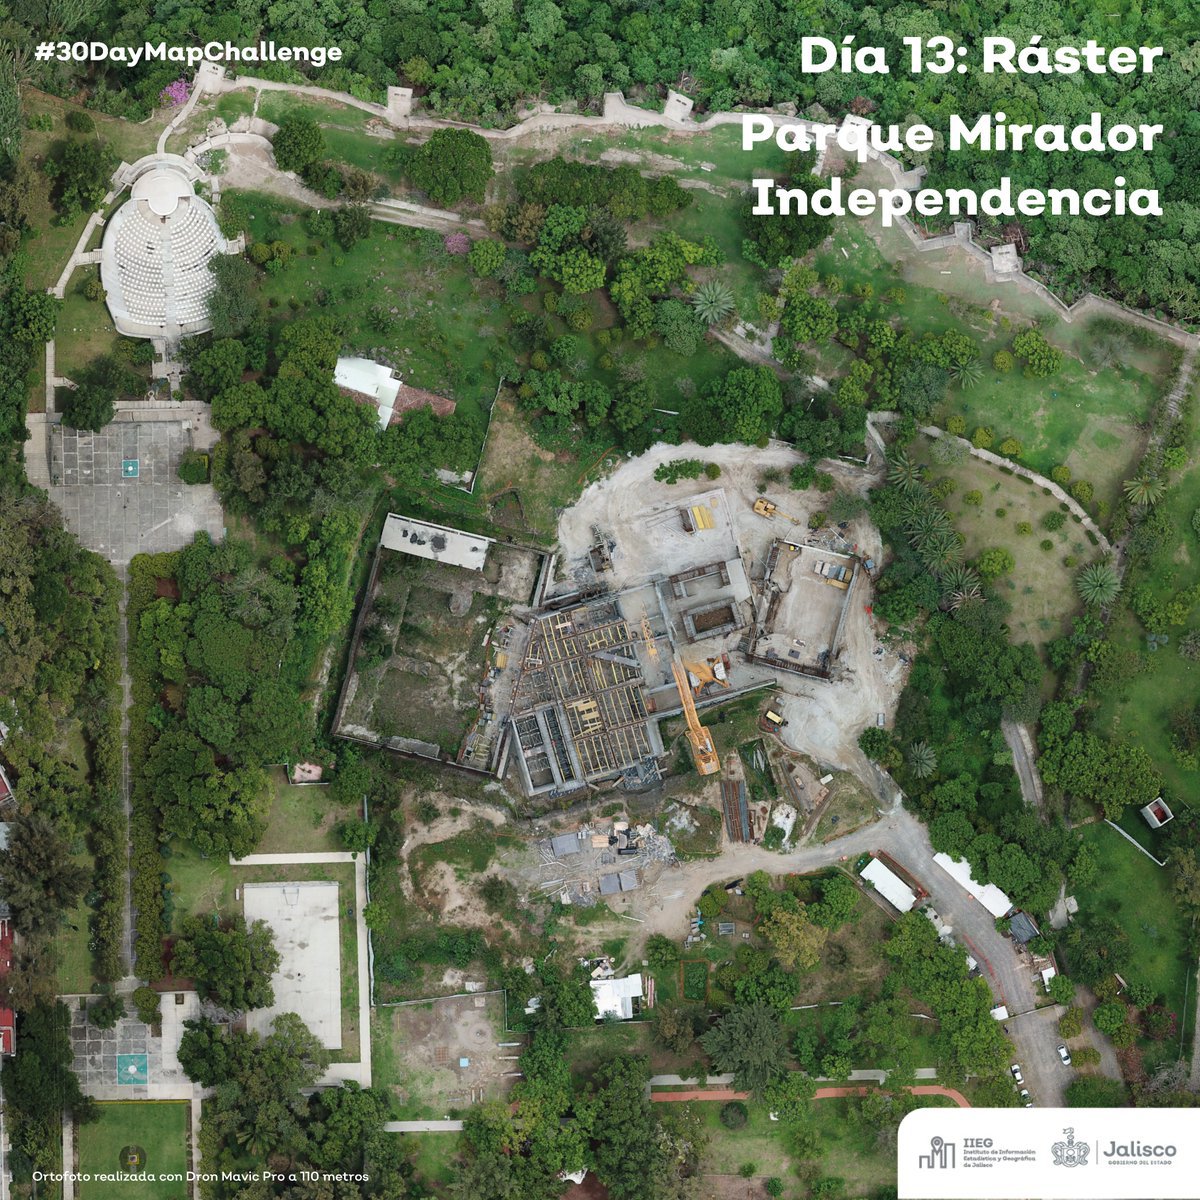 #30DayMapChallenge
Día 13: Ráster
Parque Mirador
Independencia
IIEG
Instituto de Información
Estadística y Geográfica
de Jalisco
Jalisco
GOBIERNO DEL ESTADO
Ortofoto realizada con Dron Mavic Pro a 110 metros